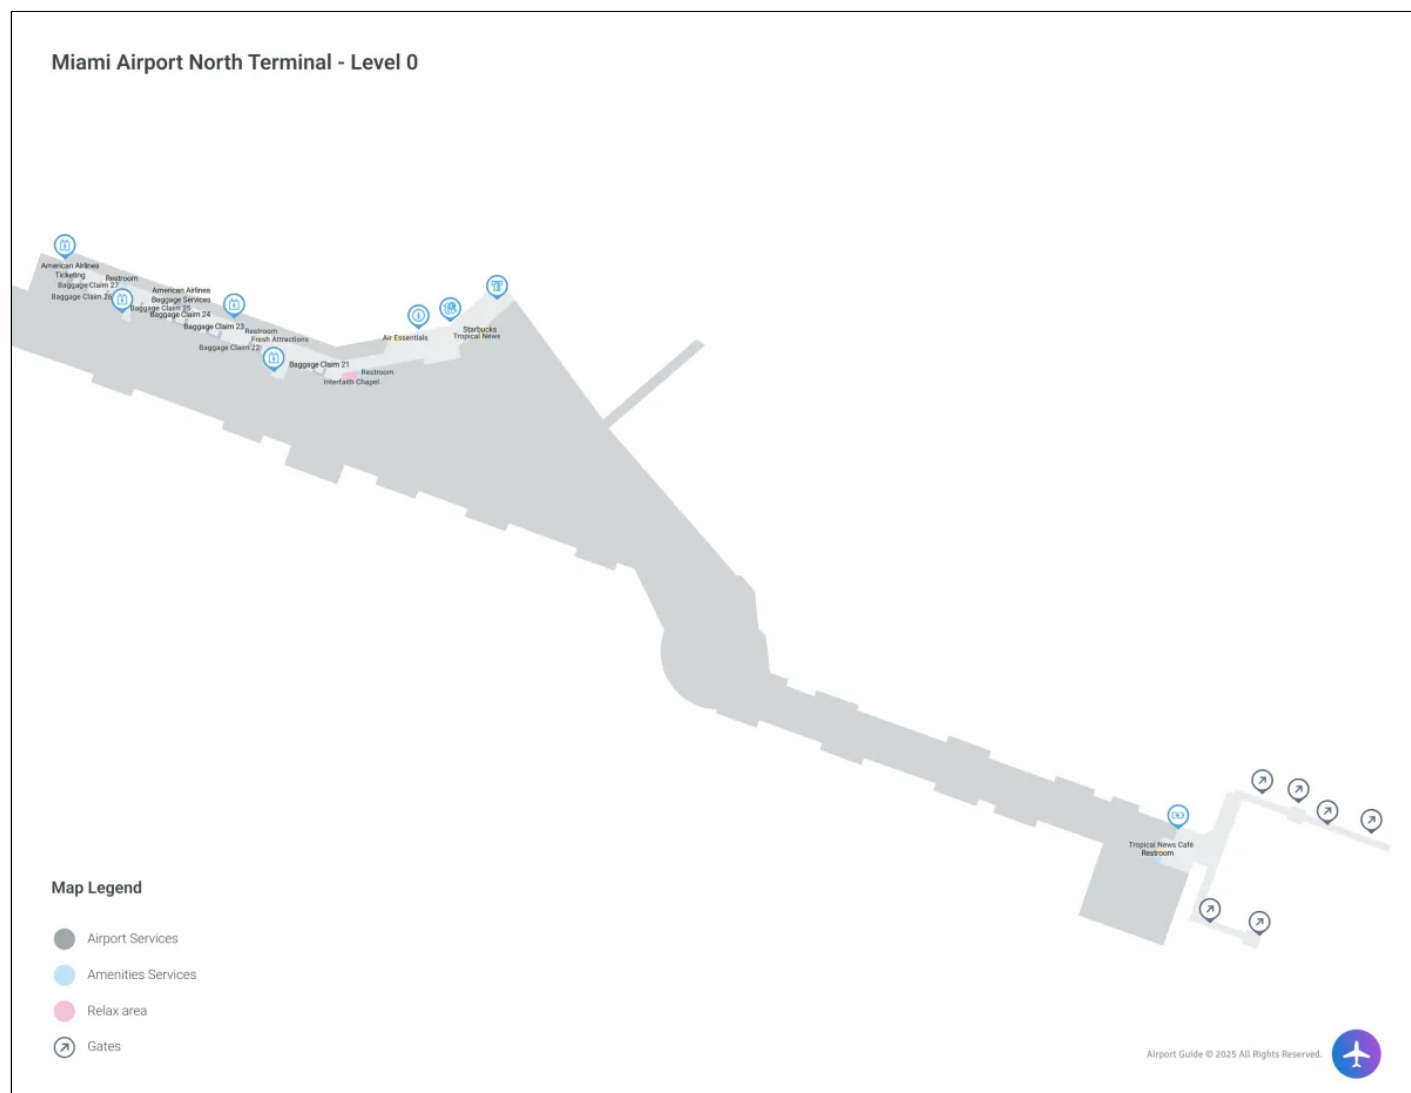 Miami Airport North Terminal - Level 0
American Airlines
Ticketing
Restroom
Baggage Claim 27
Baggage Claim 26
American Airlines
Baggage Services
Baggage Claim 25
Baggage Claim 24
Baggage Claim 23
Restroom
Fresh Attractions
Baggage Claim 22
Baggage Claim 21
Restroom
Interfaith Chapel
Air Essentials
Starbucks
Tropical News
Tropical News Café
Restroom
Map Legend
Airport Services
Amenities Services
Relax area
Gates
Airport Guide © 2025 All Rights Reserved.